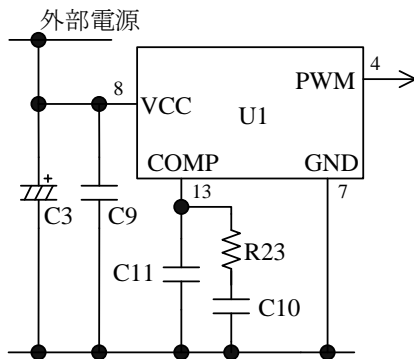 外部電源
8
VCC
U1
PWM
4
COMP
GND
13
7
+
C3
C9
C11
R23
C10